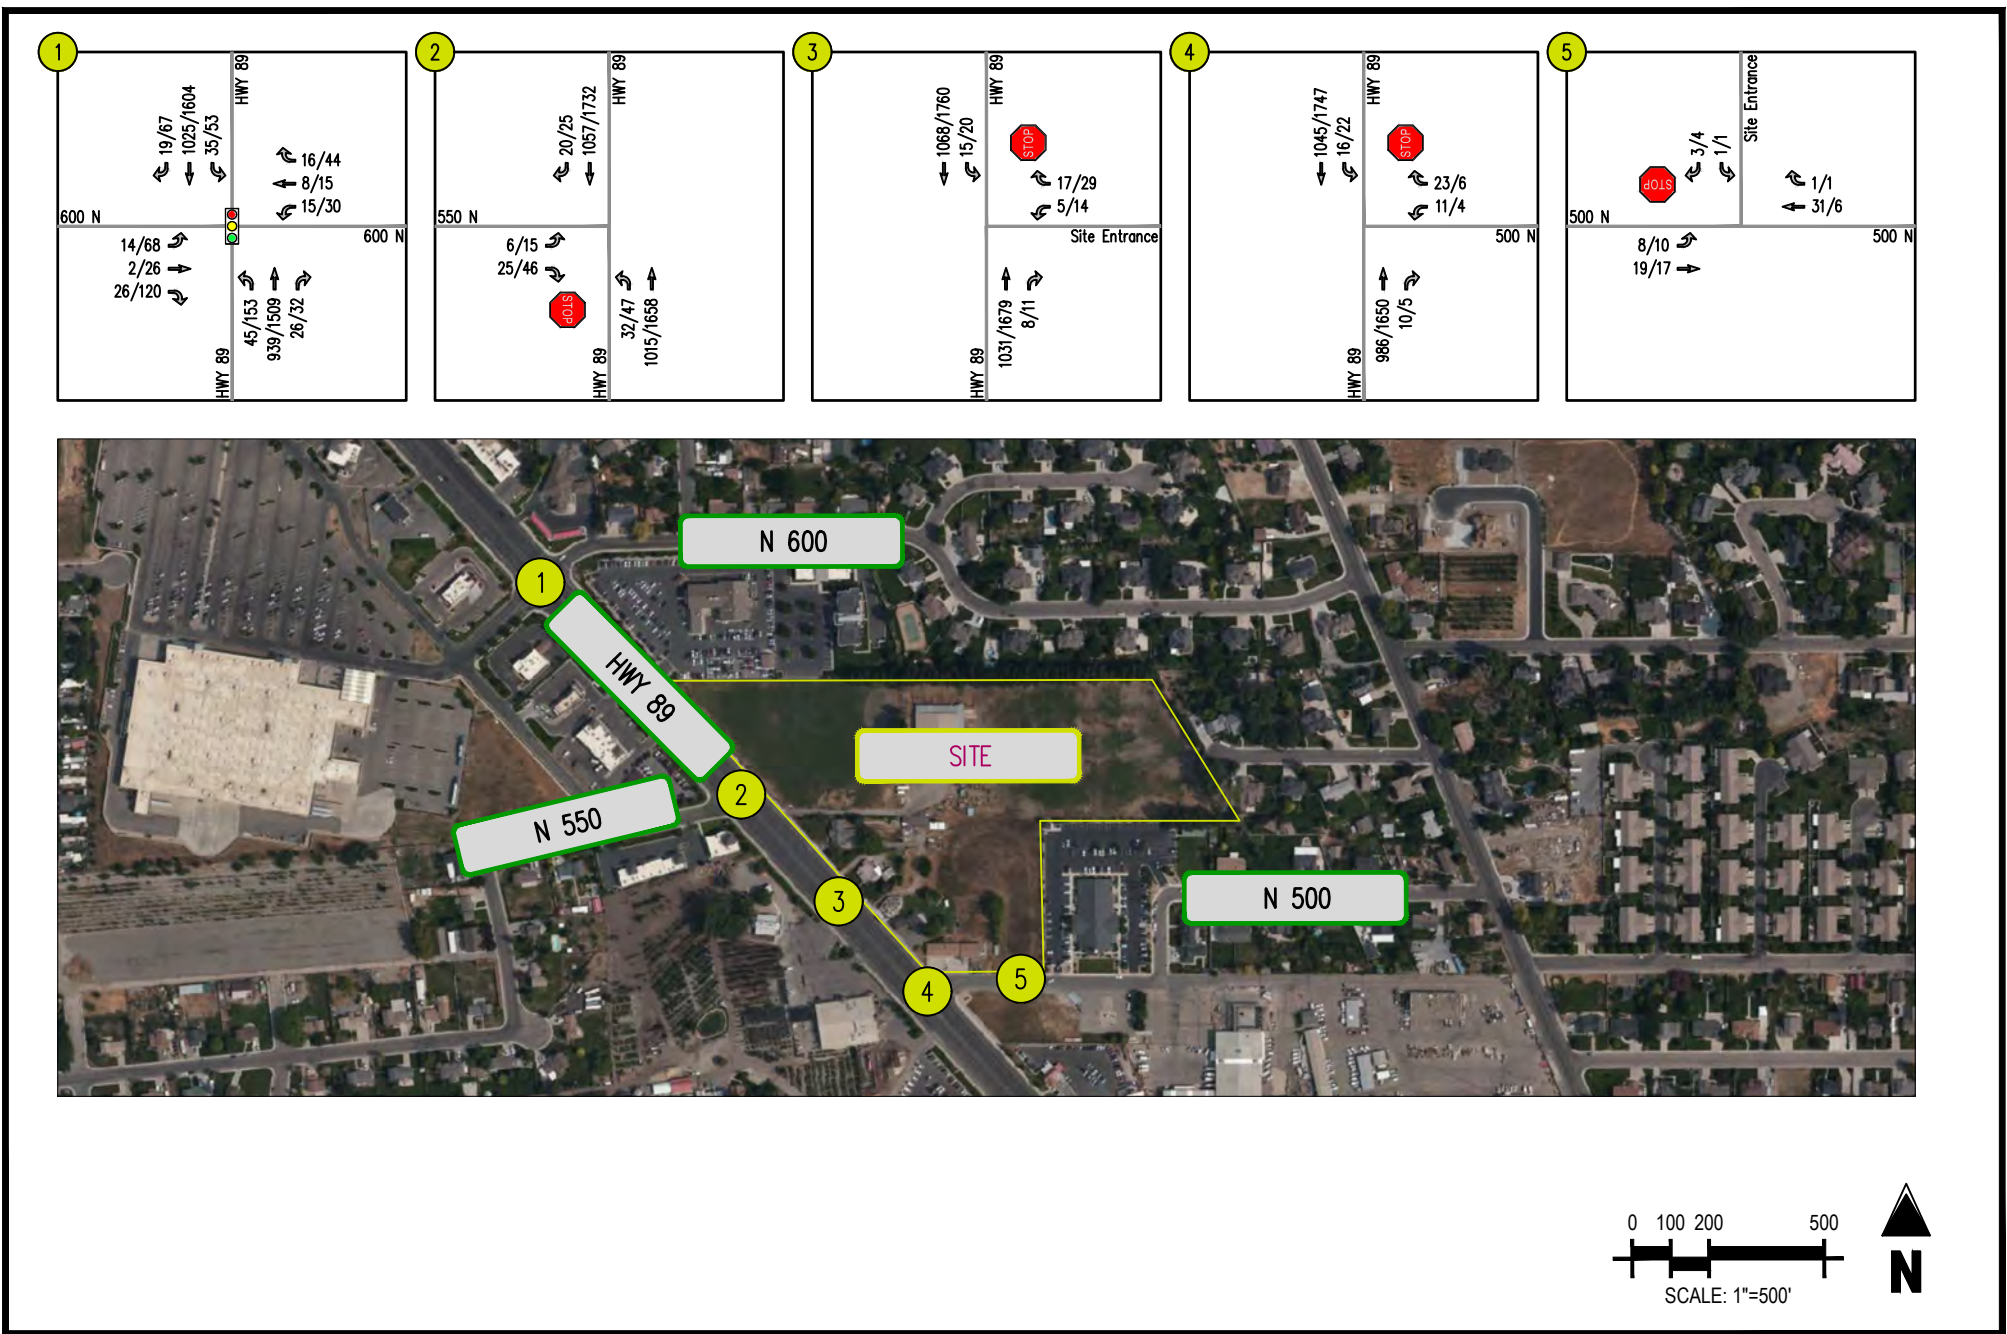 1
HWY 89
19/67
1025/1604
35/53
16/44
8/15
15/30
600 N
600 N
14/68
2/26
26/120
45/153
939/1509
26/32
HWY 89
2
HWY 89
20/25
1057/1732
550 N
6/15
25/46
STOP
32/47
1015/1658
HWY 89
3
HWY 89
1068/1760
15/20
STOP
17/29
5/14
Site Entrance
1031/1679
8/11
HWY 89
4
HWY 89
1045/1747
16/22
STOP
23/6
11/4
500 N
986/1650
10/5
HWY 89
5
Site Entrance
3/4
1/1
STOP
1/1
31/6
500 N
500 N
8/10
19/17
N 600
1
HWY 89
SITE
2
N 550
3
N 500
4
5
0 100 200 500
SCALE: 1"=500'
N